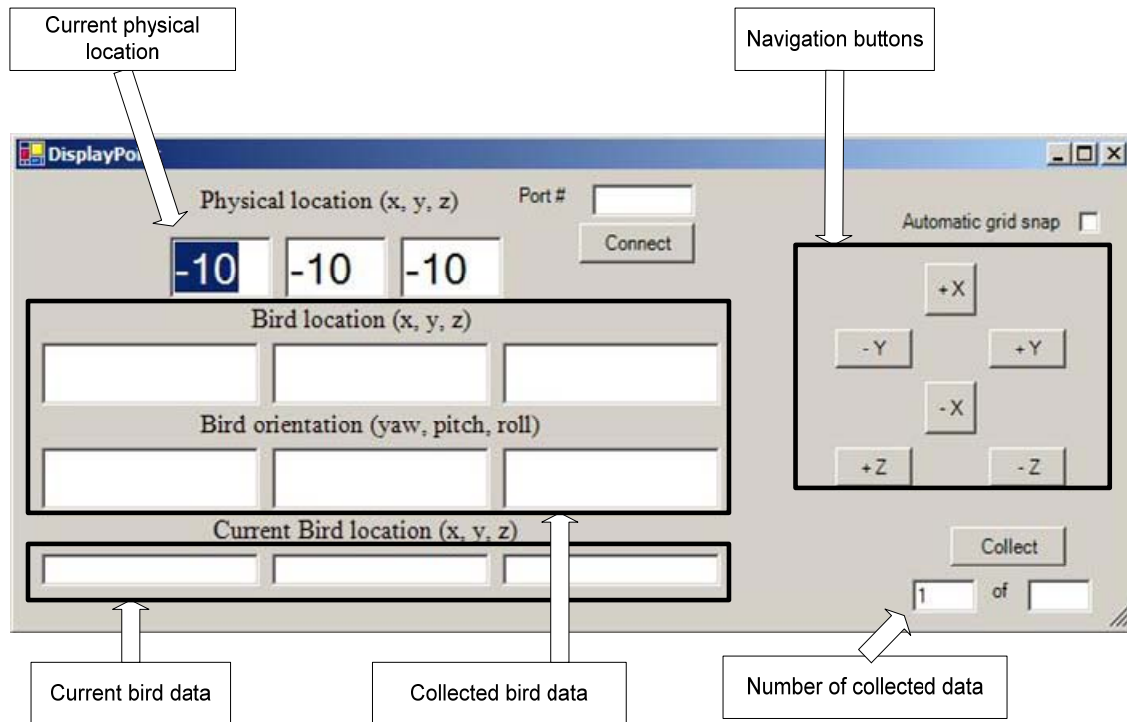 Current physical
location
Navigation buttons
DisplayPoint
Physical location (x, y, z)
Port #
Connect
Automatic grid snap
-10
-10
-10
+X
Bird location (x, y, z)
- Y
+Y
- X
Bird orientation (yaw, pitch, roll)
+Z
- Z
Current Bird location (x, y, z)
Collect
1
of
Current bird data
Collected bird data
Number of collected data